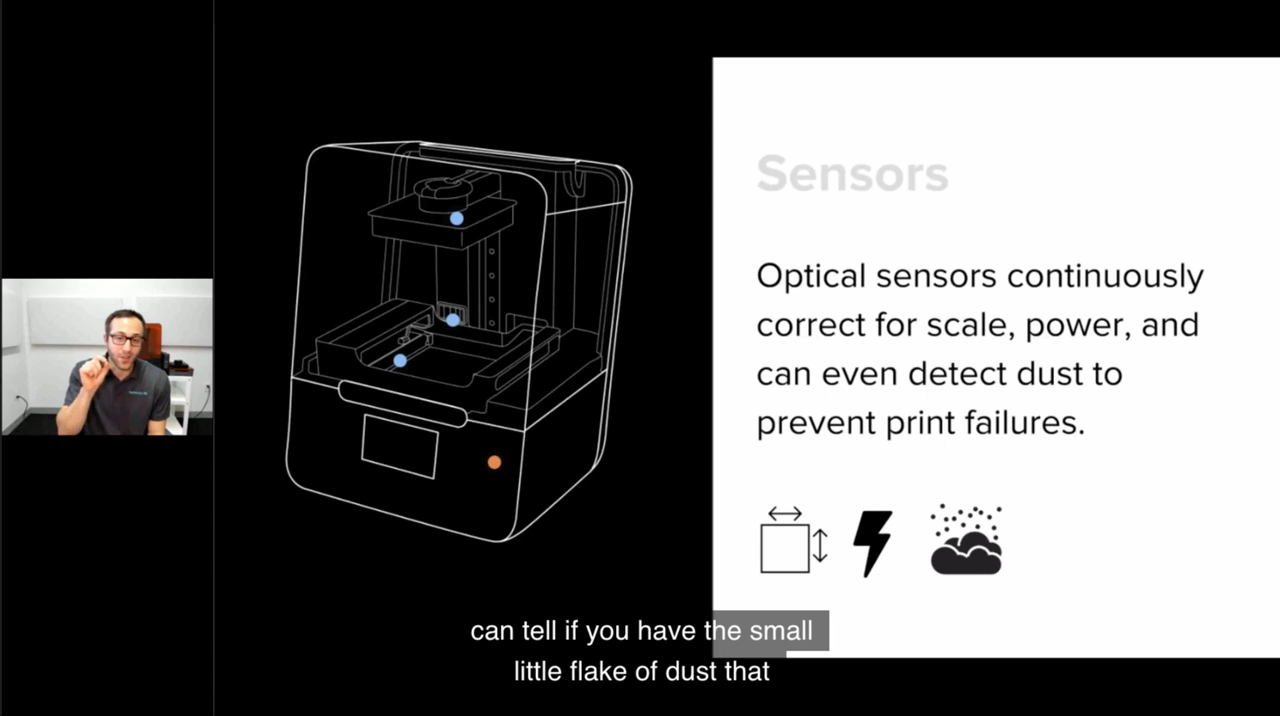 Sensors
Optical sensors continuously
correct for scale, power, and
can even detect dust to
prevent print failures.
can tell if you have the small
little flake of dust that